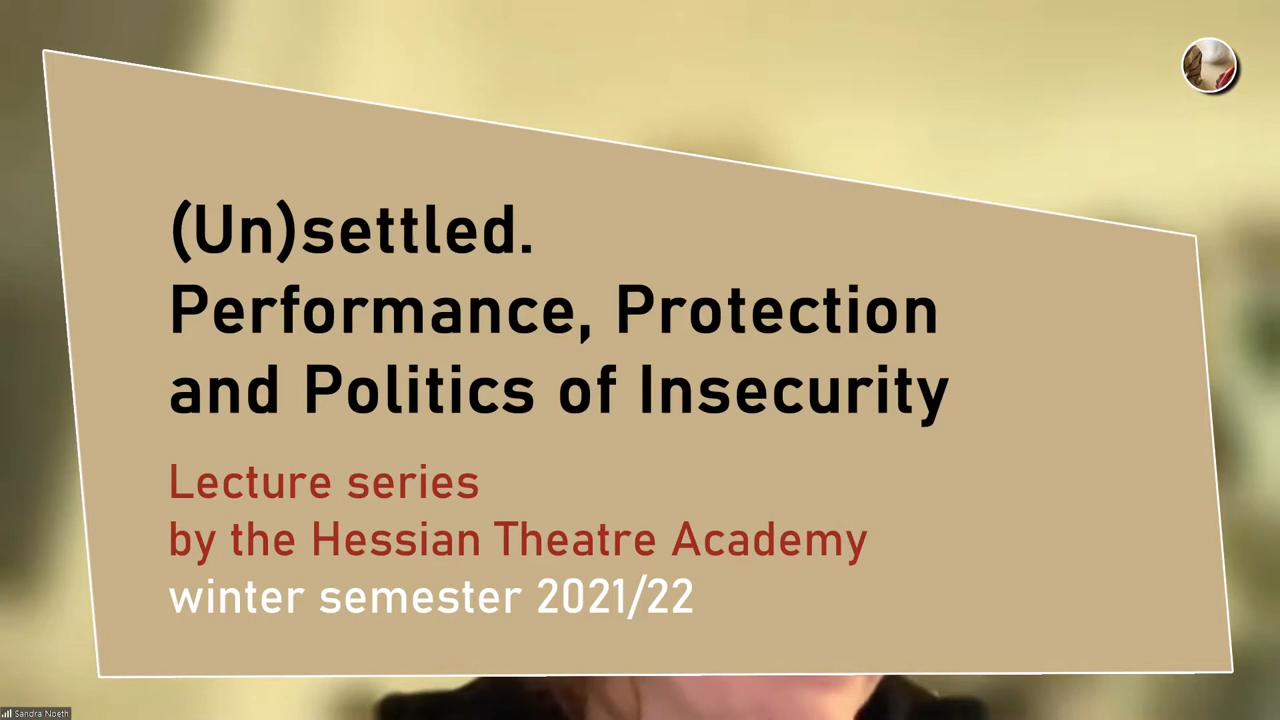 (Un)settled.
Performance, Protection
and Politics of Insecurity
Lecture series
by the Hessian Theatre Academy
winter semester 2021/22
Sandra Noeth